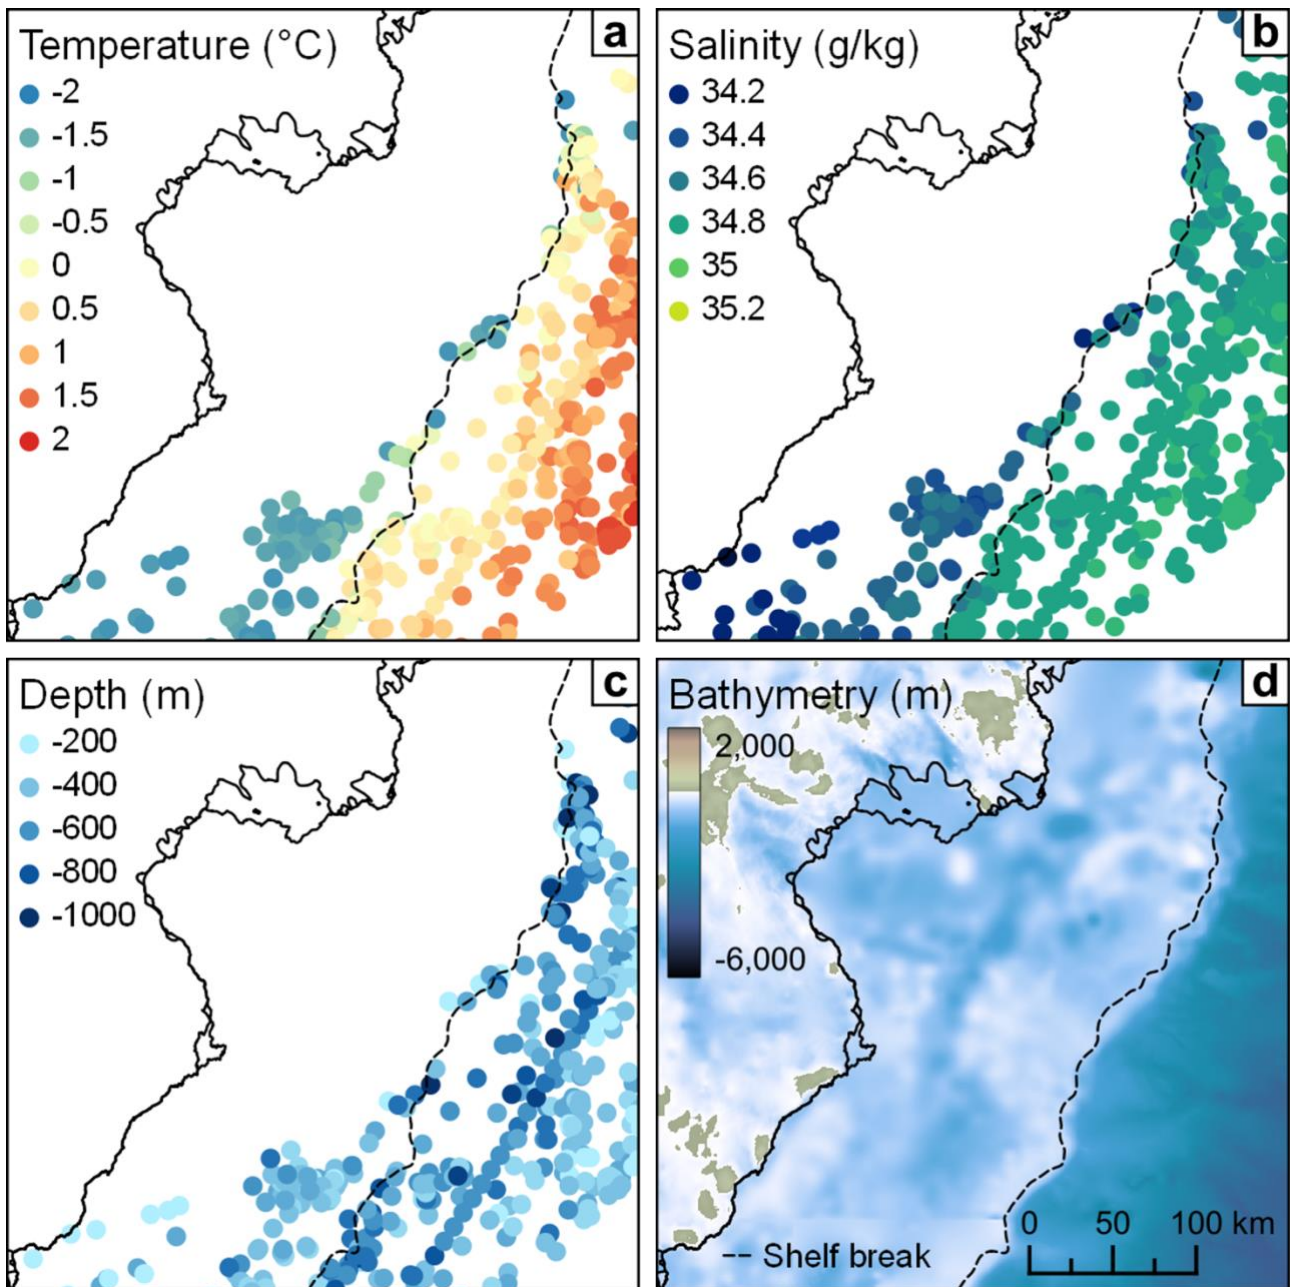 Temperature (°C)
a
-2
-1.5
-1
-0.5
0
0.5
1
1.5
2
Salinity (g/kg)
b
34.2
34.4
34.6
34.8
35
35.2
Depth (m)
c
-200
-400
-600
-800
-1000
Bathymetry (m)
d
2,000
-6,000
0 50 100 km
-- Shelf break